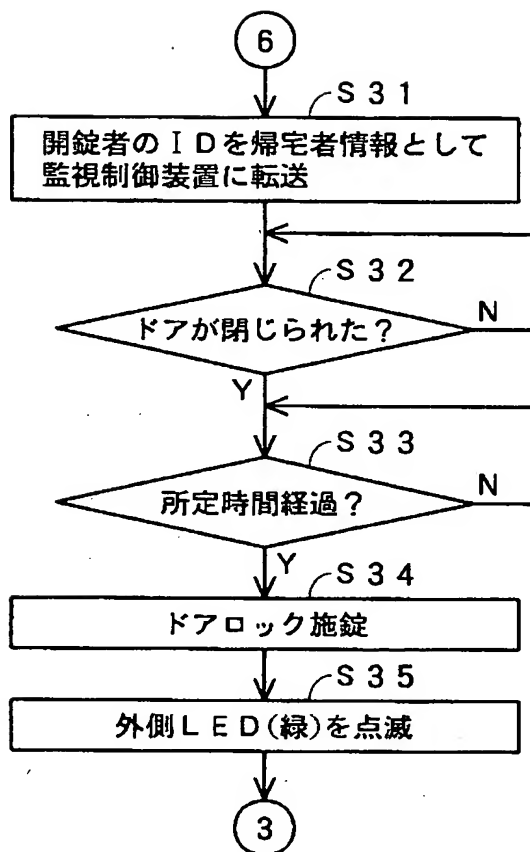 6
S31
開錠者のIDを帰宅者情報として
監視制御装置に転送
S32
ドアが閉じられた?
N
Y
S33
所定時間経過?
N
Y
S34
ドアロック施錠
S35
外側LED(緑)を点滅
3